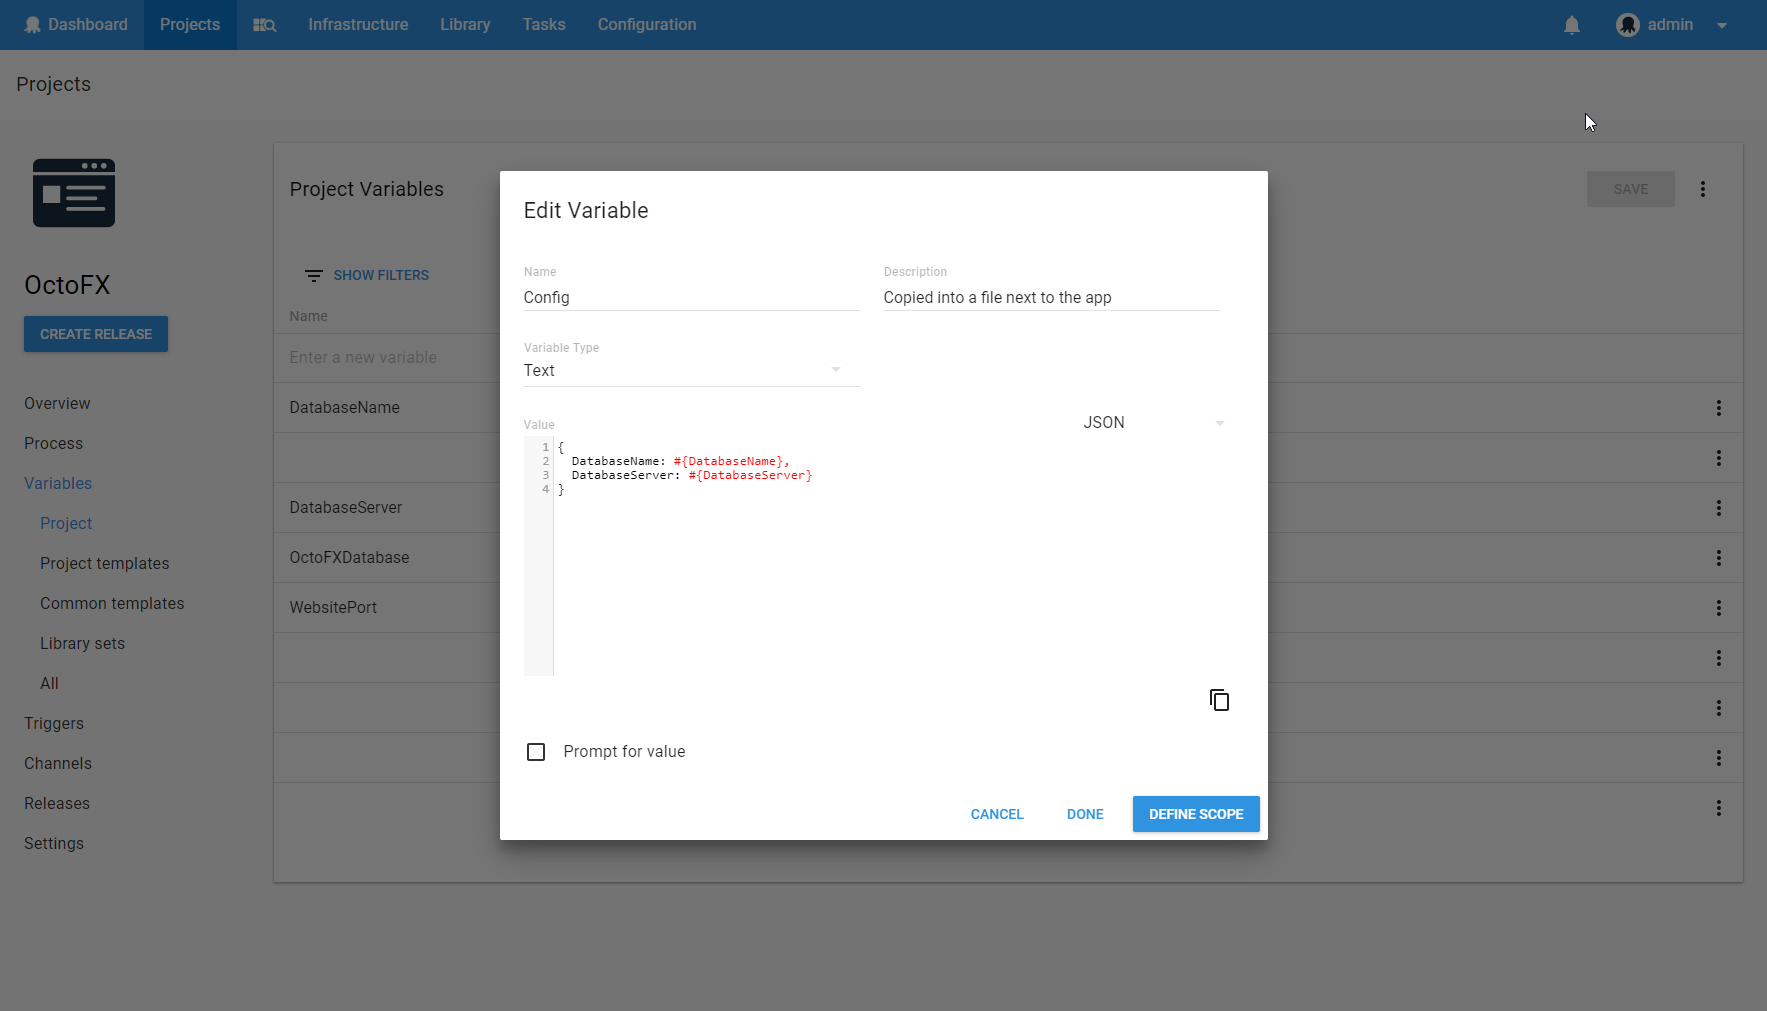 Dashboard Projects Infrastructure Library Tasks Configuration admin
Projects
Project Variables
SAVE
OctoFX
CREATE RELEASE
Overview
Process
Variables
Project
Project templates
Common templates
Library sets
All
Triggers
Channels
Releases
Settings
SHOW FILTERS
Name
Enter a new variable
DatabaseName
DatabaseServer
OctoFXDatabase
WebsitePort
Edit Variable
Name
Config
Description
Copied into a file next to the app
Variable Type
Text
Value
JSON
1 {
2 DatabaseName: #{DatabaseName},
3 DatabaseServer: #{DatabaseServer}
4 }
Prompt for value
CANCEL DONE DEFINE SCOPE